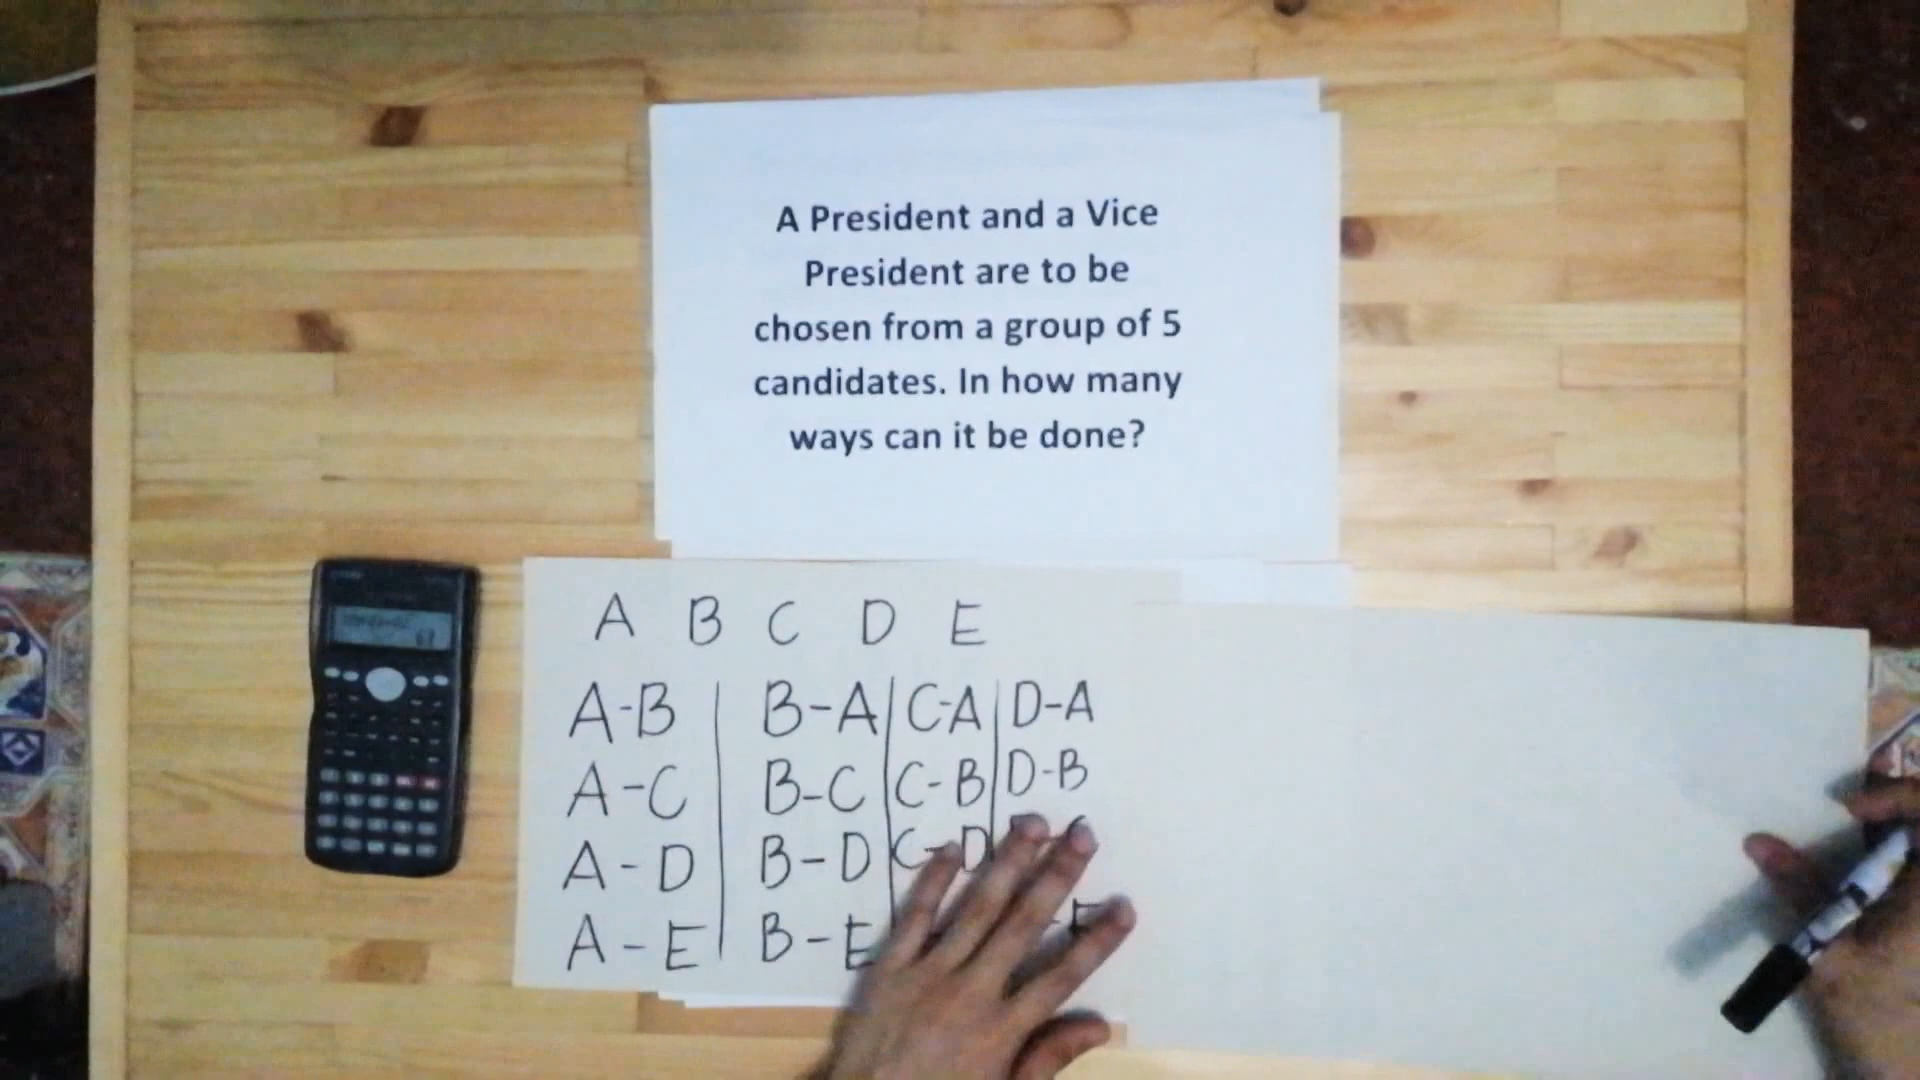 A President and a Vice
President are to be
chosen from a group of 5
candidates. In how many
ways can it be done?
A B C D E
A-B B-A C-A D-A
A-C B-C C-B D-B
A-D B-D C-D
A-E B-E